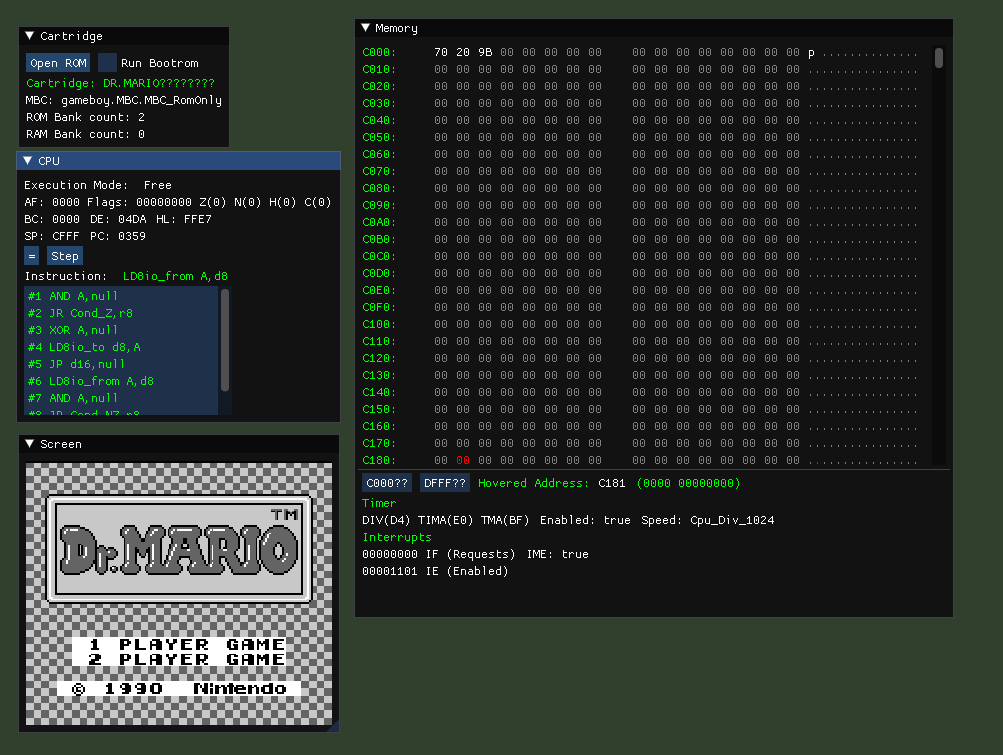 Cartridge
Open ROM Run Bootrom
Cartridge: DR.MARIO????????
MBC: gameboy.MBC.MBC_RomOnly
ROM Bank count: 2
RAM Bank count: 0
CPU
Execution Mode: Free
AF: 0000 Flags: 00000000 Z(0) N(0) H(0) C(0)
BC: 0000 DE: 04DA HL: FFE7
SP: CFFF PC: 0359
= Step
Instruction: LD8io_from A,d8
#1 AND A,null
#2 JR Cond_Z,r8
#3 XOR A,null
#4 LD8io_to d8,A
#5 JP d16,null
#6 LD8io_from A,d8
#7 AND A,null
#8 JR Cond_NZ,r8
Screen
Dr.MARIO TM
1 PLAYER GAME
2 PLAYER GAME
© 1990 Nintendo
Memory
C000: 70 20 9B 00 00 00 00 00 00 00 00 00 00 00 00 00 p ..............
C010: 00 00 00 00 00 00 00 00 00 00 00 00 00 00 00 00 ................
C020: 00 00 00 00 00 00 00 00 00 00 00 00 00 00 00 00 ................
C030: 00 00 00 00 00 00 00 00 00 00 00 00 00 00 00 00 ................
C040: 00 00 00 00 00 00 00 00 00 00 00 00 00 00 00 00 ................
C050: 00 00 00 00 00 00 00 00 00 00 00 00 00 00 00 00 ................
C060: 00 00 00 00 00 00 00 00 00 00 00 00 00 00 00 00 ................
C070: 00 00 00 00 00 00 00 00 00 00 00 00 00 00 00 00 ................
C080: 00 00 00 00 00 00 00 00 00 00 00 00 00 00 00 00 ................
C090: 00 00 00 00 00 00 00 00 00 00 00 00 00 00 00 00 ................
C0A0: 00 00 00 00 00 00 00 00 00 00 00 00 00 00 00 00 ................
C0B0: 00 00 00 00 00 00 00 00 00 00 00 00 00 00 00 00 ................
C0C0: 00 00 00 00 00 00 00 00 00 00 00 00 00 00 00 00 ................
C0D0: 00 00 00 00 00 00 00 00 00 00 00 00 00 00 00 00 ................
C0E0: 00 00 00 00 00 00 00 00 00 00 00 00 00 00 00 00 ................
C0F0: 00 00 00 00 00 00 00 00 00 00 00 00 00 00 00 00 ................
C100: 00 00 00 00 00 00 00 00 00 00 00 00 00 00 00 00 ................
C110: 00 00 00 00 00 00 00 00 00 00 00 00 00 00 00 00 ................
C120: 00 00 00 00 00 00 00 00 00 00 00 00 00 00 00 00 ................
C130: 00 00 00 00 00 00 00 00 00 00 00 00 00 00 00 00 ................
C140: 00 00 00 00 00 00 00 00 00 00 00 00 00 00 00 00 ................
C150: 00 00 00 00 00 00 00 00 00 00 00 00 00 00 00 00 ................
C160: 00 00 00 00 00 00 00 00 00 00 00 00 00 00 00 00 ................
C170: 00 00 00 00 00 00 00 00 00 00 00 00 00 00 00 00 ................
C180: 00 00 00 00 00 00 00 00 00 00 00 00 00 00 00 00 ................
C000?? DFFF?? Hovered Address: C181 (0000 00000000)
Timer
DIV(D4) TIMA(E0) TMA(BF) Enabled: true Speed: Cpu_Div_1024
Interrupts
00000000 IF (Requests) IME: true
00001101 IE (Enabled)